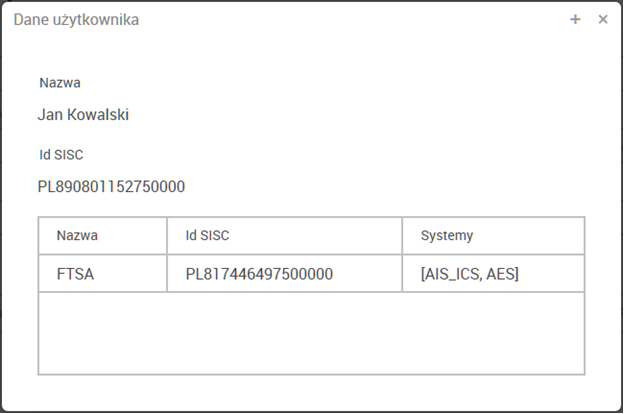 Dane użytkownika + ×
Nazwa
Jan Kowalski
Id SISC
PL890801152750000
Nazwa Id SISC Systemy
FTSA PL817446497500000 [AIS_ICS, AES]